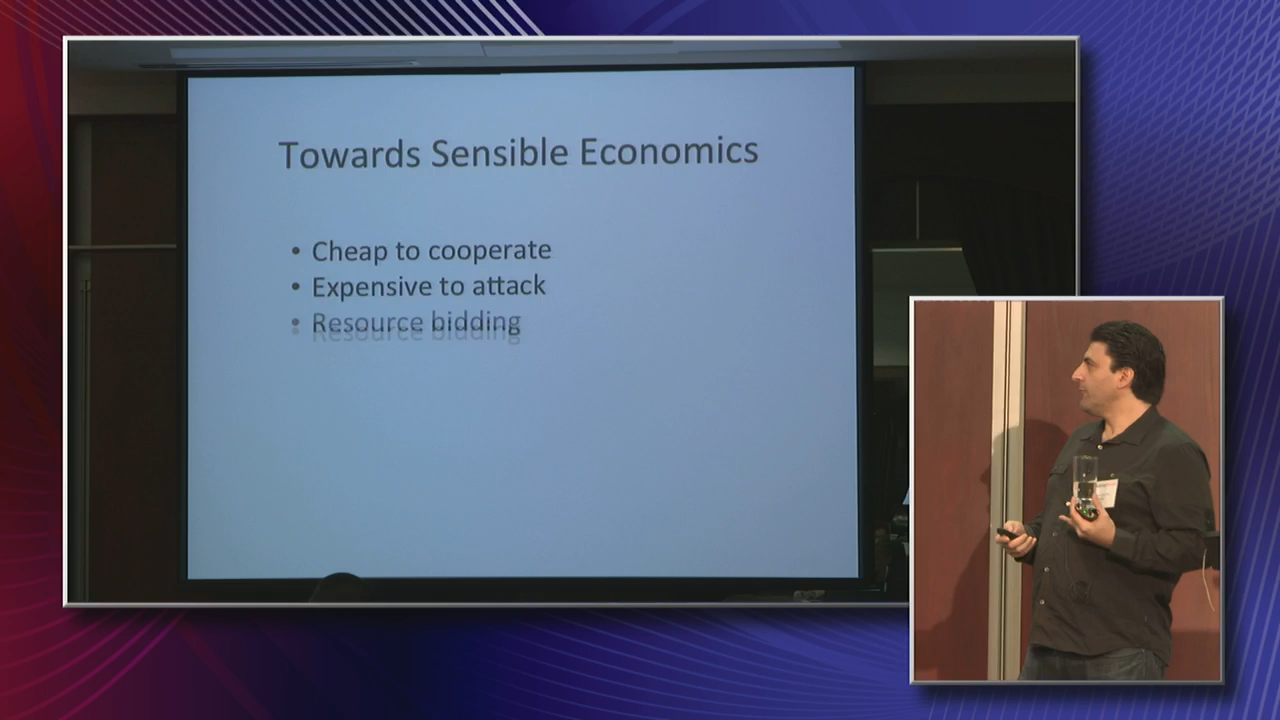 Towards Sensible Economics
• Cheap to cooperate
• Expensive to attack
• Resource bidding